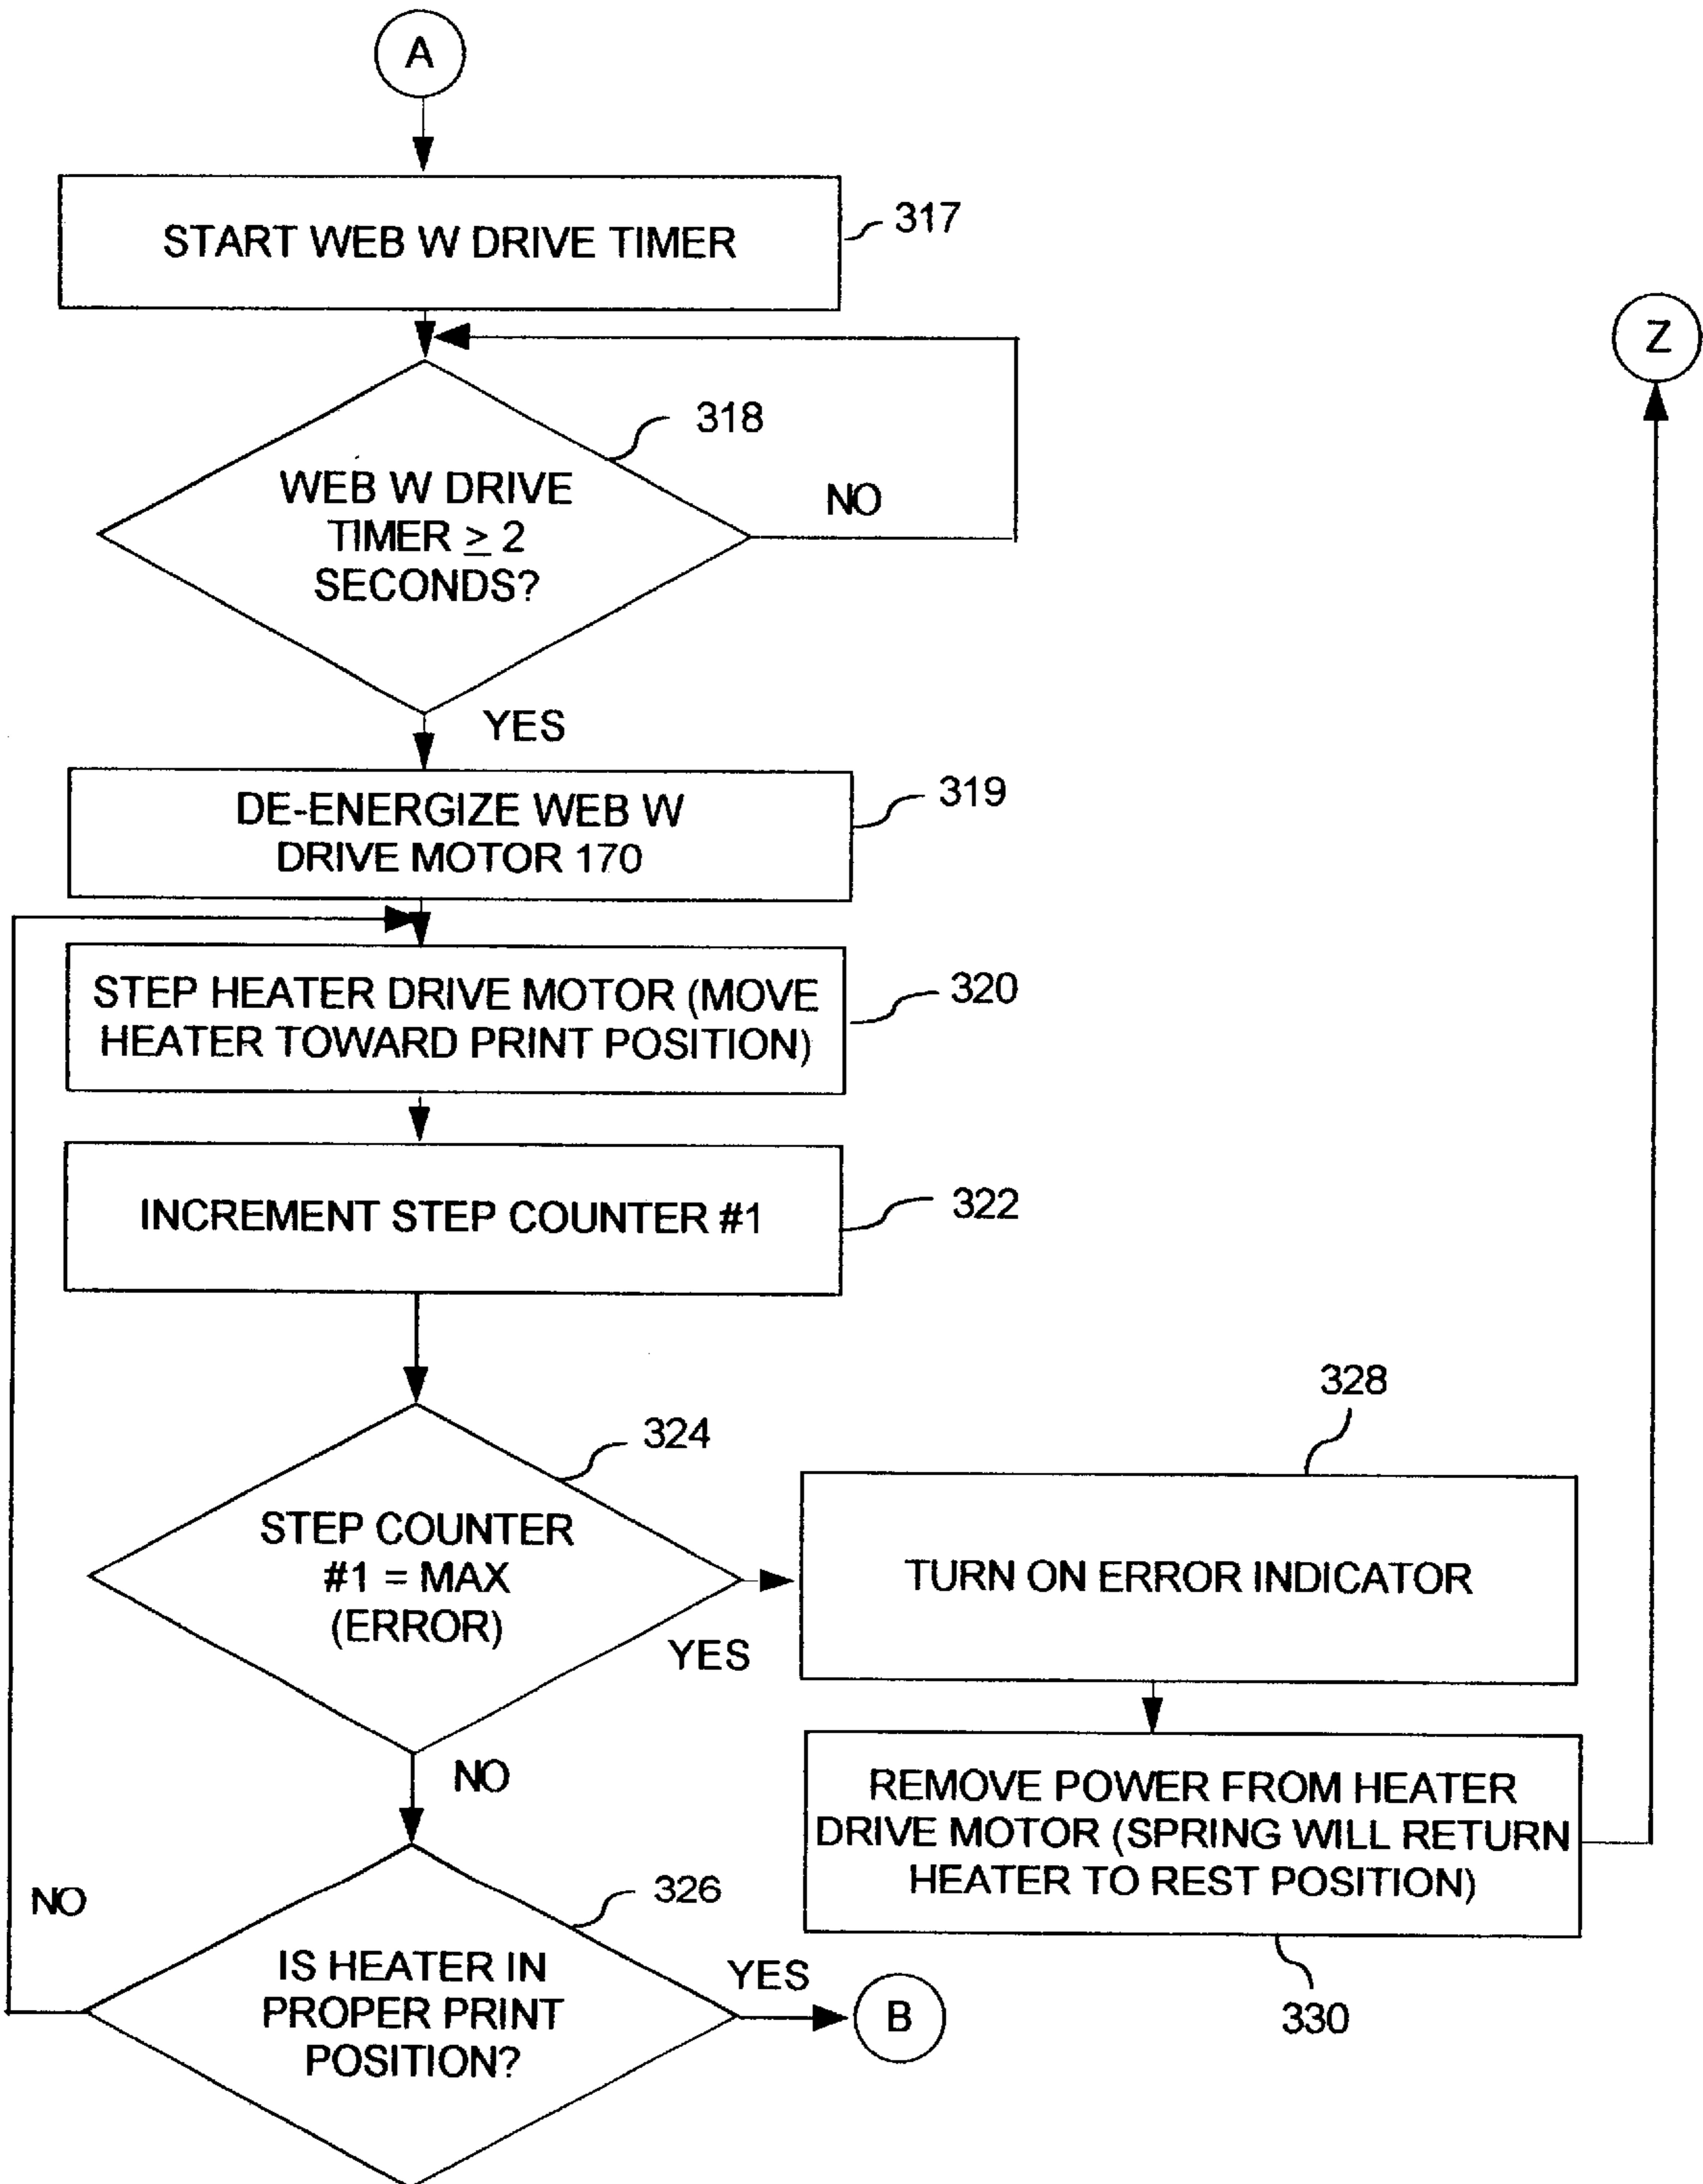 A
START WEB W DRIVE TIMER
317
Z
318
WEB W DRIVE
TIMER ≥ 2
SECONDS?
NO
YES
DE-ENERGIZE WEB W
DRIVE MOTOR 170
319
STEP HEATER DRIVE MOTOR (MOVE
HEATER TOWARD PRINT POSITION)
320
INCREMENT STEP COUNTER #1
322
324
STEP COUNTER
#1 = MAX
(ERROR)
YES
NO
328
TURN ON ERROR INDICATOR
REMOVE POWER FROM HEATER
DRIVE MOTOR (SPRING WILL RETURN
HEATER TO REST POSITION)
330
326
IS HEATER IN
PROPER PRINT
POSITION?
NO
YES
B